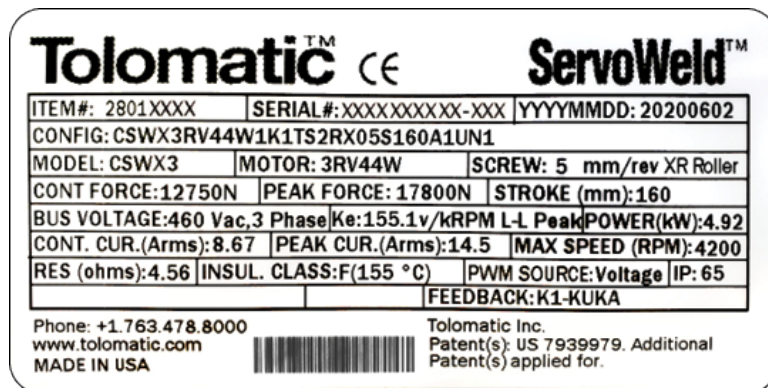 Tolomatic™ CE ServoWeld™
ITEM#: 2801XXXX SERIAL#:XXXXXXXXXX-XXX YYYYMMDD: 20200602
CONFIG: CSWX3RV44W1K1TS2RX05S160A1UN1
MODEL: CSWX3 MOTOR: 3RV44W SCREW: 5 mm/rev XR Roller
CONT FORCE:12750N PEAK FORCE: 17800N STROKE (mm):160
BUS VOLTAGE:460 Vac,3 Phase Ke:155.1v/kRPM L-L Peak POWER(kW):4.92
CONT. CUR.(Arms):8.67 PEAK CUR.(Arms):14.5 MAX SPEED (RPM):4200
RES (ohms):4.56 INSUL. CLASS:F(155 °C) PWM SOURCE:Voltage IP: 65
FEEDBACK:K1-KUKA
Phone: +1.763.478.8000
www.tolomatic.com
MADE IN USA
Tolomatic Inc.
Patent(s): US 7939979. Additional
Patent(s) applied for.